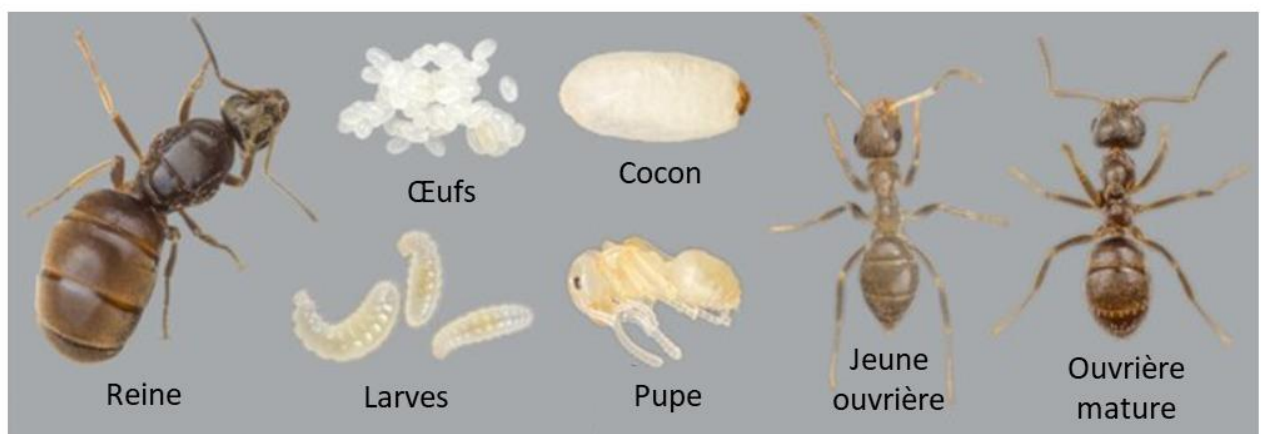 Reine
Œufs
Larves
Cocon
Pupe
Jeune
ouvrière
Ouvrière
mature